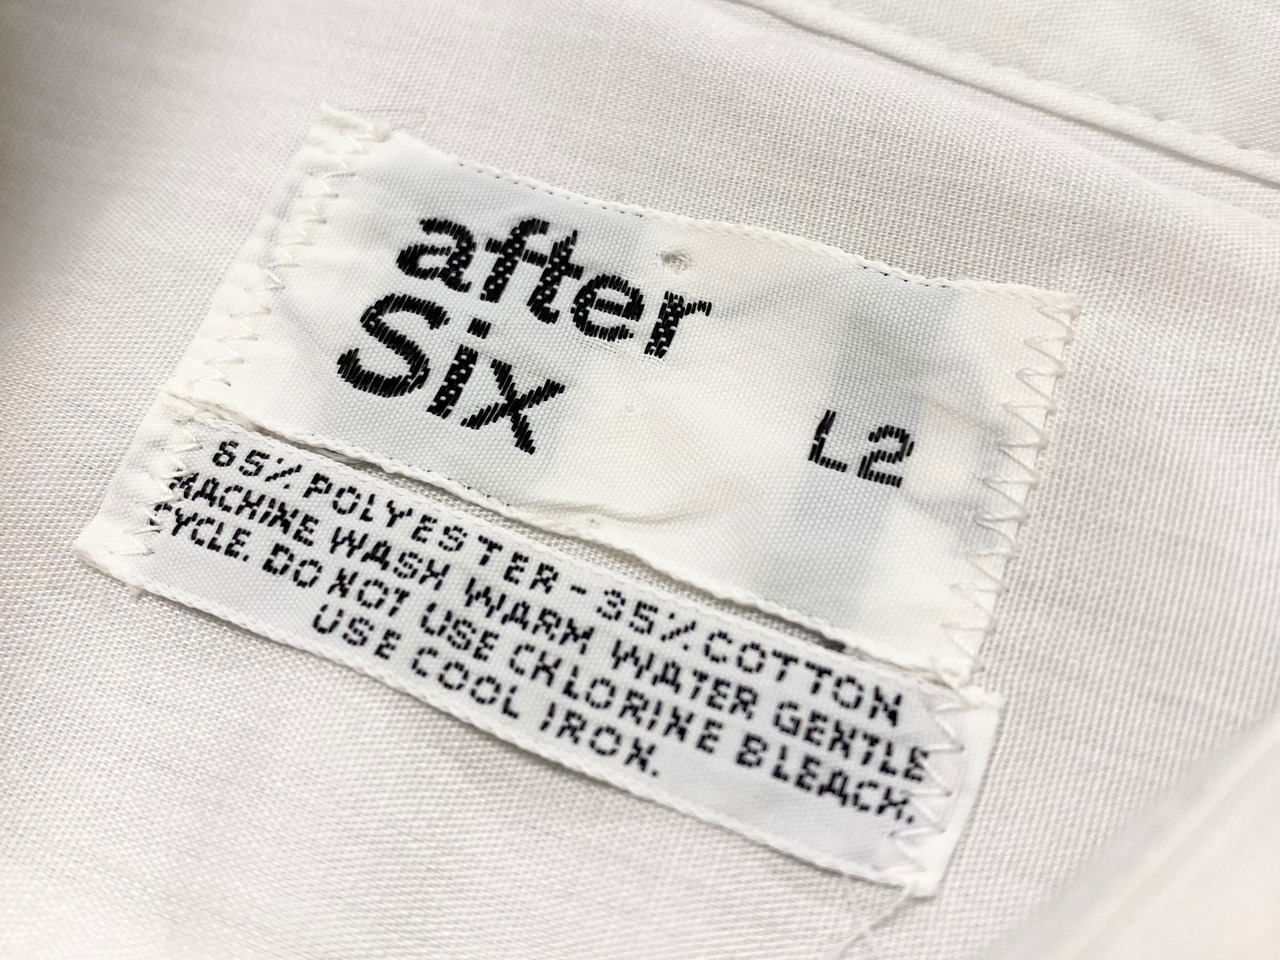 after
Six
L2
65% POLYESTER-35% COTTON
MACHINE WASH WARM WATER GENTLE
CYCLE. DO NOT USE CHLORINE BLEACH.
USE COOL IRON.